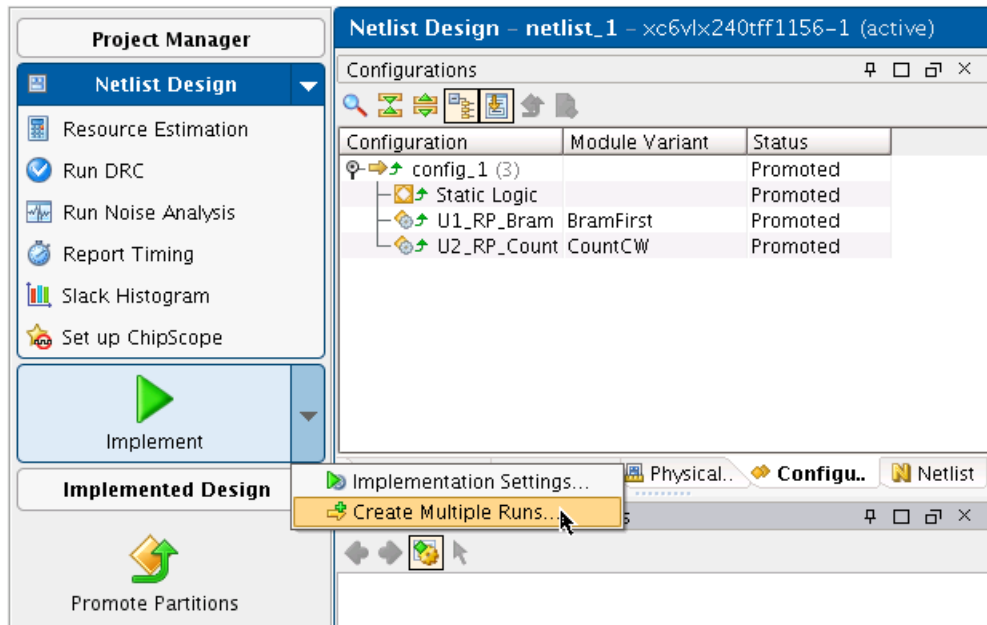 Project Manager
Netlist Design
Resource Estimation
Run DRC
Run Noise Analysis
Report Timing
Slack Histogram
Set up ChipScope
Implement
Implemented Design
Promote Partitions
Netlist Design - netlist_1 - xc6vlx240tff1156-1 (active)
Configurations
Configuration Module Variant Status
config_1 (3) Promoted
Static Logic Promoted
U1_RP_Bram BramFirst Promoted
U2_RP_Count CountCW Promoted
Implementation Settings...
Create Multiple Runs...
Physical.. Configu.. Netlist